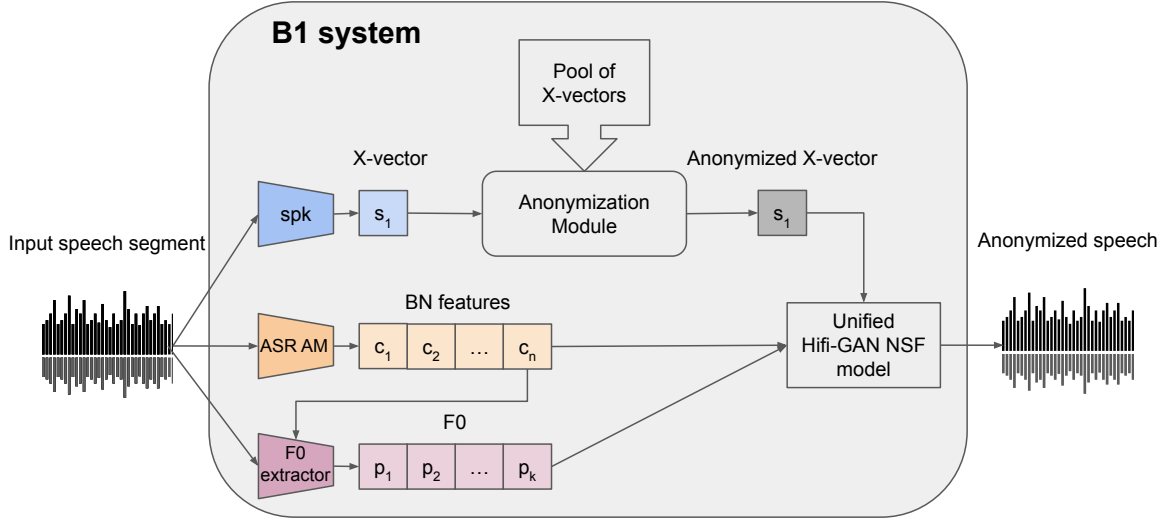 B1 system
Pool of
X-vectors
X-vector
Anonymized X-vector
spk
s1
Anonymization
Module
s1
Input speech segment
Anonymized speech
BN features
ASR AM
c1
c2
…
cn
Unified
Hifi-GAN NSF
model
F0
F0
extractor
p1
p2
…
pk